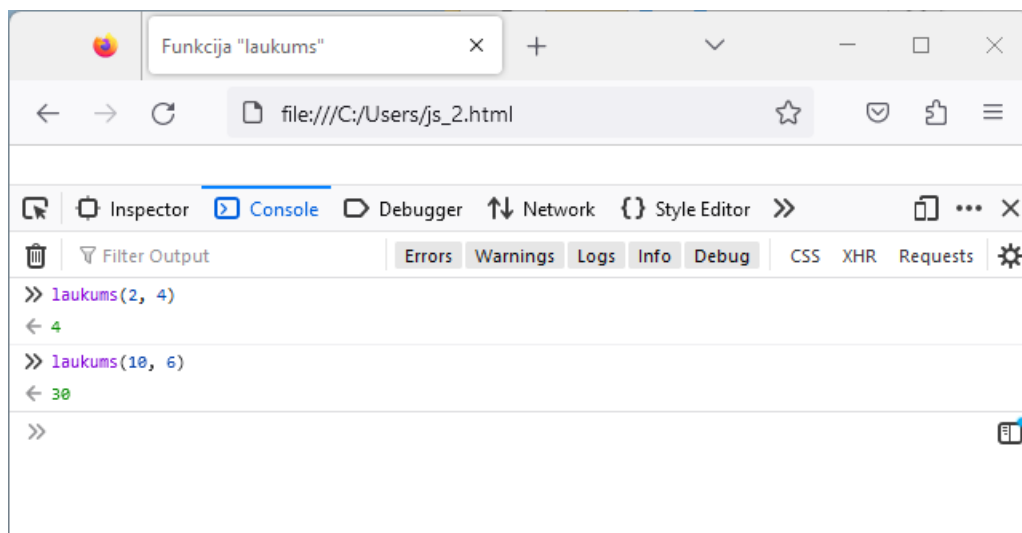 Funkcija "laukums"
file:///C:/Users/js_2.html
Inspector Console Debugger Network {} Style Editor
Filter Output Errors Warnings Logs Info Debug CSS XHR Requests
>> laukums(2, 4)
← 4
>> laukums(10, 6)
← 30
>>